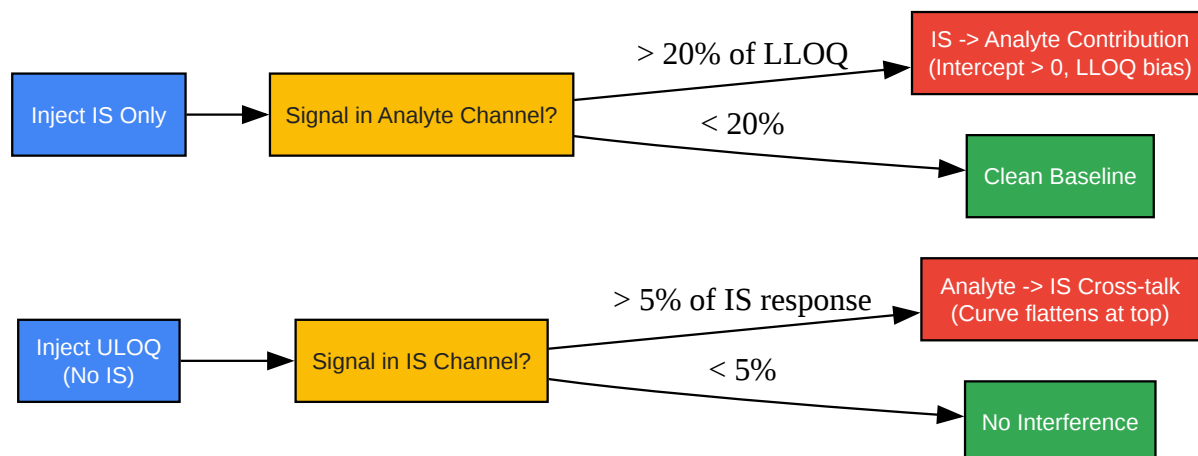 Inject IS Only
Signal in Analyte Channel?
> 20% of LLOQ
IS -> Analyte Contribution
(Intercept > 0, LLOQ bias)
< 20%
Clean Baseline
Inject ULOQ
(No IS)
Signal in IS Channel?
> 5% of IS response
Analyte -> IS Cross-talk
(Curve flattens at top)
< 5%
No Interference